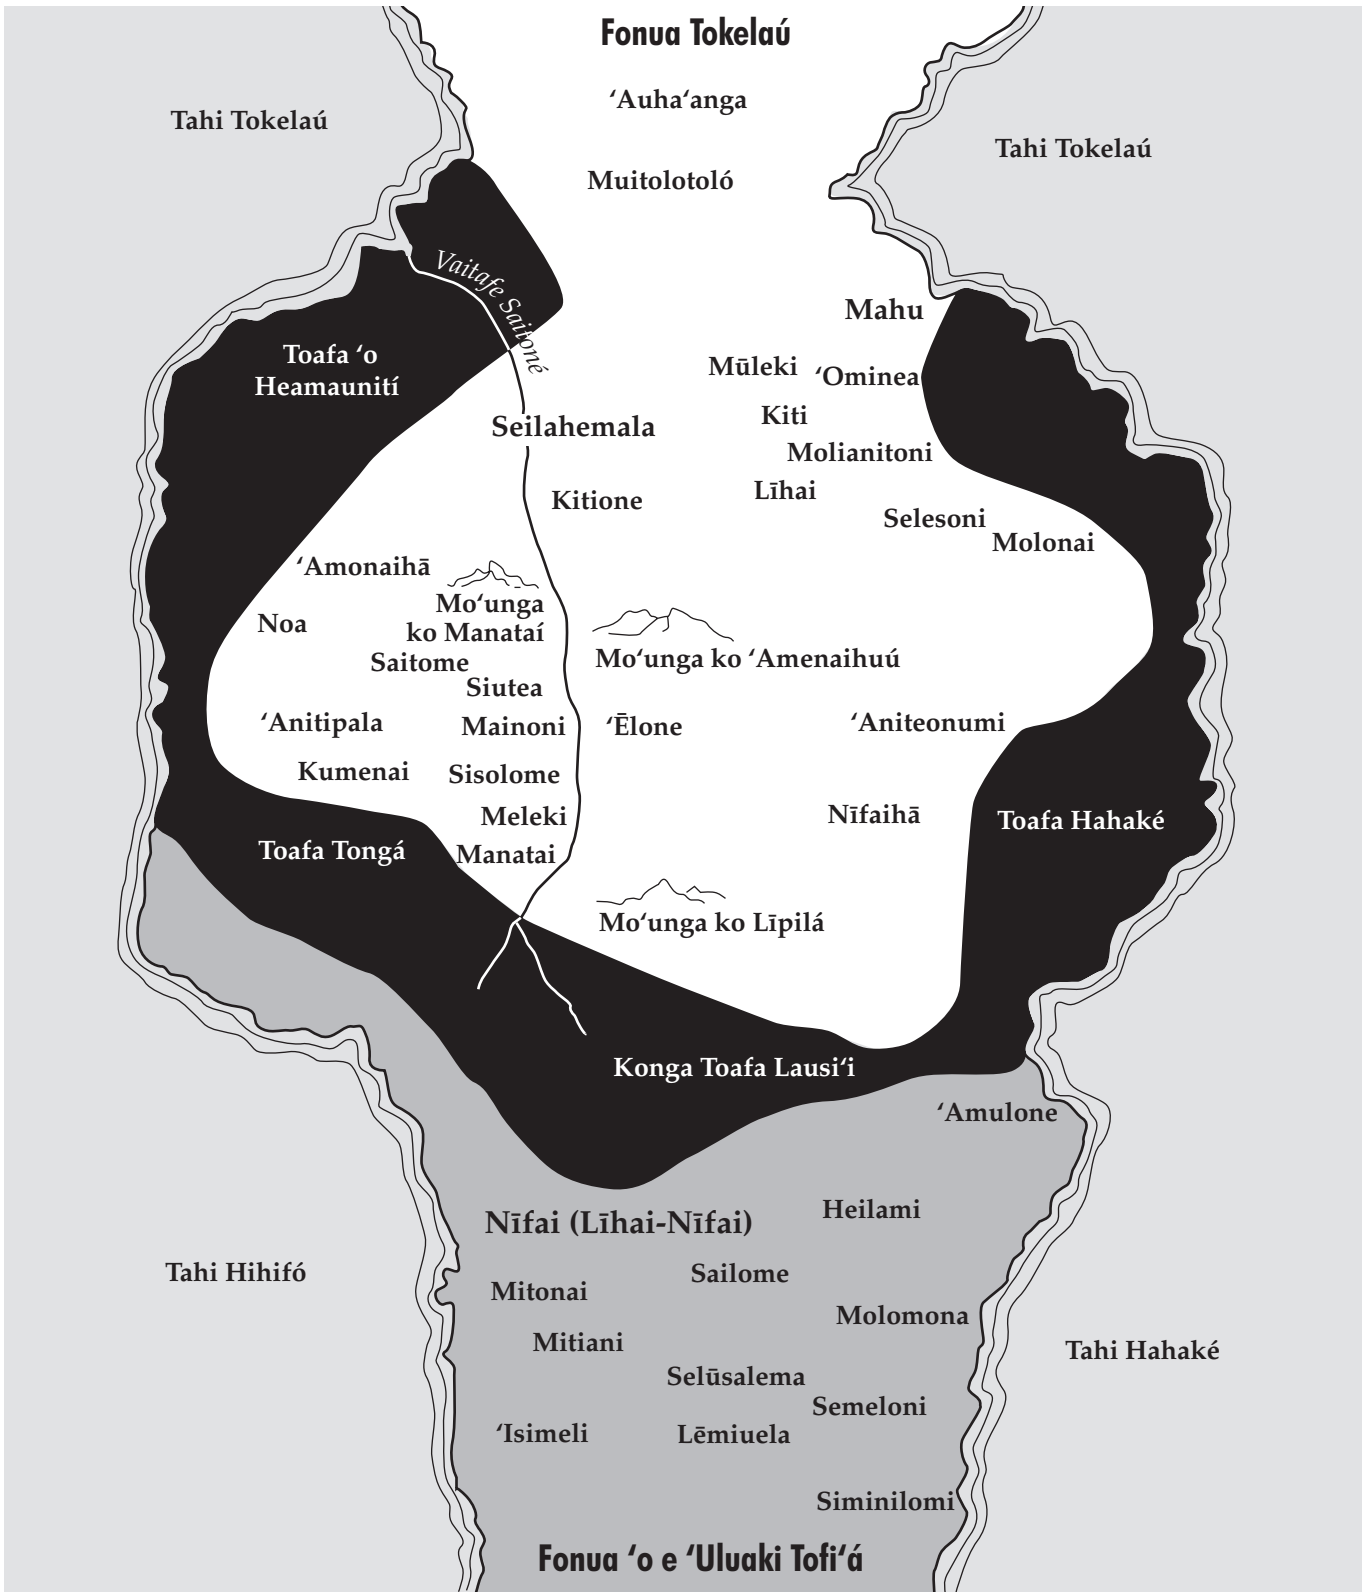 Fonua Tokelaú
ʻAuhaʻanga
Tahi Tokelaú
Tahi Tokelaú
Muitolotoló
Vaitafe Saitoné
Mahu
Toafa ʻo
Heamaunití
Mūleki
ʻOminea
Kiti
Seilahemala
Molianitoni
Līhai
Kitione
Selesoni
Molonai
ʻAmonaihā
Moʻunga
ko Manataí
Noa
Moʻunga ko ʻAmenaihuú
Saitome
Siutea
ʻAnitipala
Mainoni
ʻĒlone
ʻAniteonumi
Kumenai
Sisolome
Meleki
Nīfaihā
Toafa Hahaké
Toafa Tongá
Manatai
Moʻunga ko Līpilá
Konga Toafa Lausiʻi
ʻAmulone
Heilami
Nīfai (Līhai-Nīfai)
Tahi Hihifó
Sailome
Mitonai
Molomona
Mitiani
Tahi Hahaké
Selūsalema
Semeloni
ʻIsimeli
Lēmiuela
Siminilomi
Fonua ʻo e ʻUluaki Tofiʻá